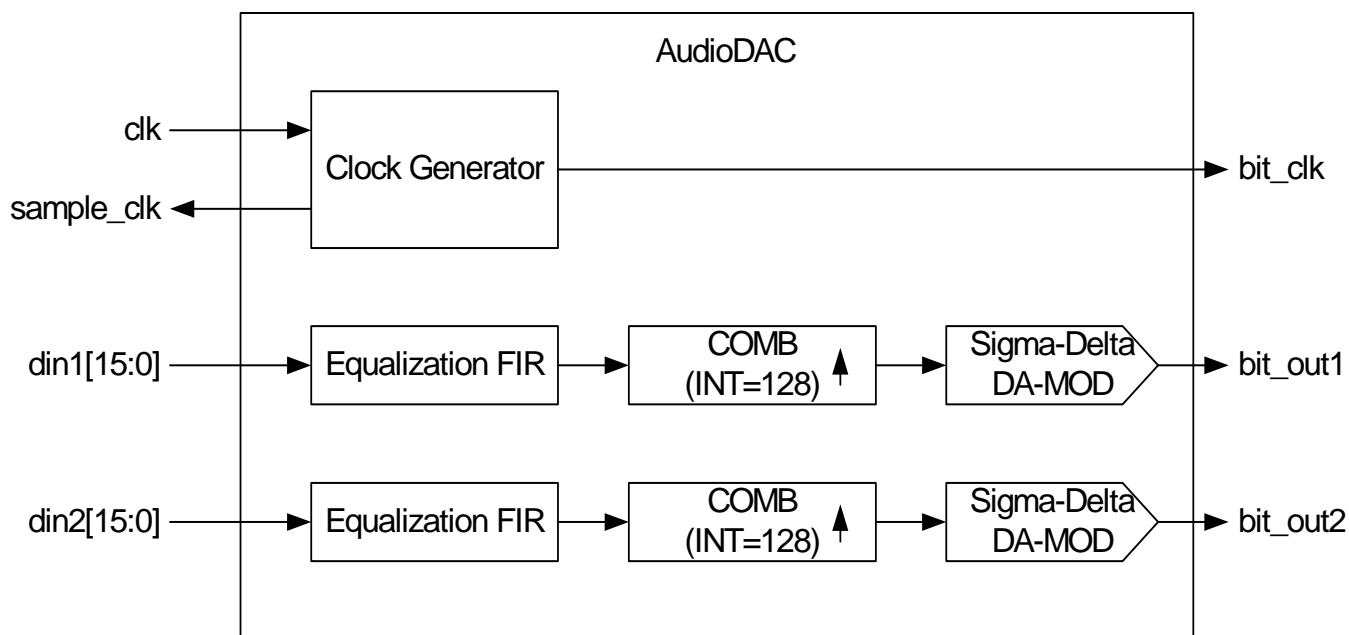 AudioDAC
clk
Clock Generator
bit_clk
sample_clk
din1[15:0]
Equalization FIR
COMB
(INT=128)
Sigma-Delta
DA-MOD
bit_out1
din2[15:0]
Equalization FIR
COMB
(INT=128)
Sigma-Delta
DA-MOD
bit_out2